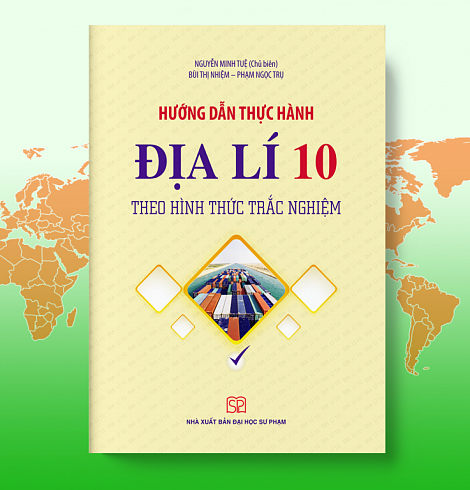 NGUYỄN MINH TUỆ (Chủ biên)
BÙI THỊ NHIỆM – PHẠM NGỌC TRỤ
HƯỚNG DẪN THỰC HÀNH
ĐỊA LÍ 10
THEO HÌNH THỨC TRẮC NGHIỆM
SP
NHÀ XUẤT BẢN ĐẠI HỌC SƯ PHẠM